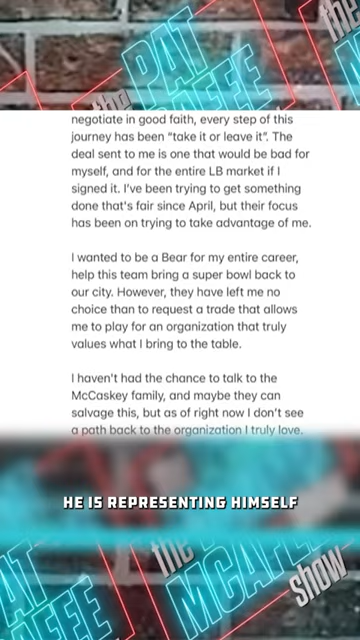 the
PAT
McAFEE
the
negotiate in good faith, every step of this
journey has been “take it or leave it”. The
deal sent to me is one that would be bad for
myself, and for the entire LB market if I
signed it. I’ve been trying to get something
done that's fair since April, but their focus
has been on trying to take advantage of me.
I wanted to be a Bear for my entire career,
help this team bring a super bowl back to
our city. However, they have left me no
choice than to request a trade that allows
me to play for an organization that truly
values what I bring to the table.
I haven't had the chance to talk to the
McCaskey family, and maybe they can
salvage this, but as of right now I don’t see
a path back to the organization I truly love.
HE IS REPRESENTING HIMSELF
the
MCAFEE
show